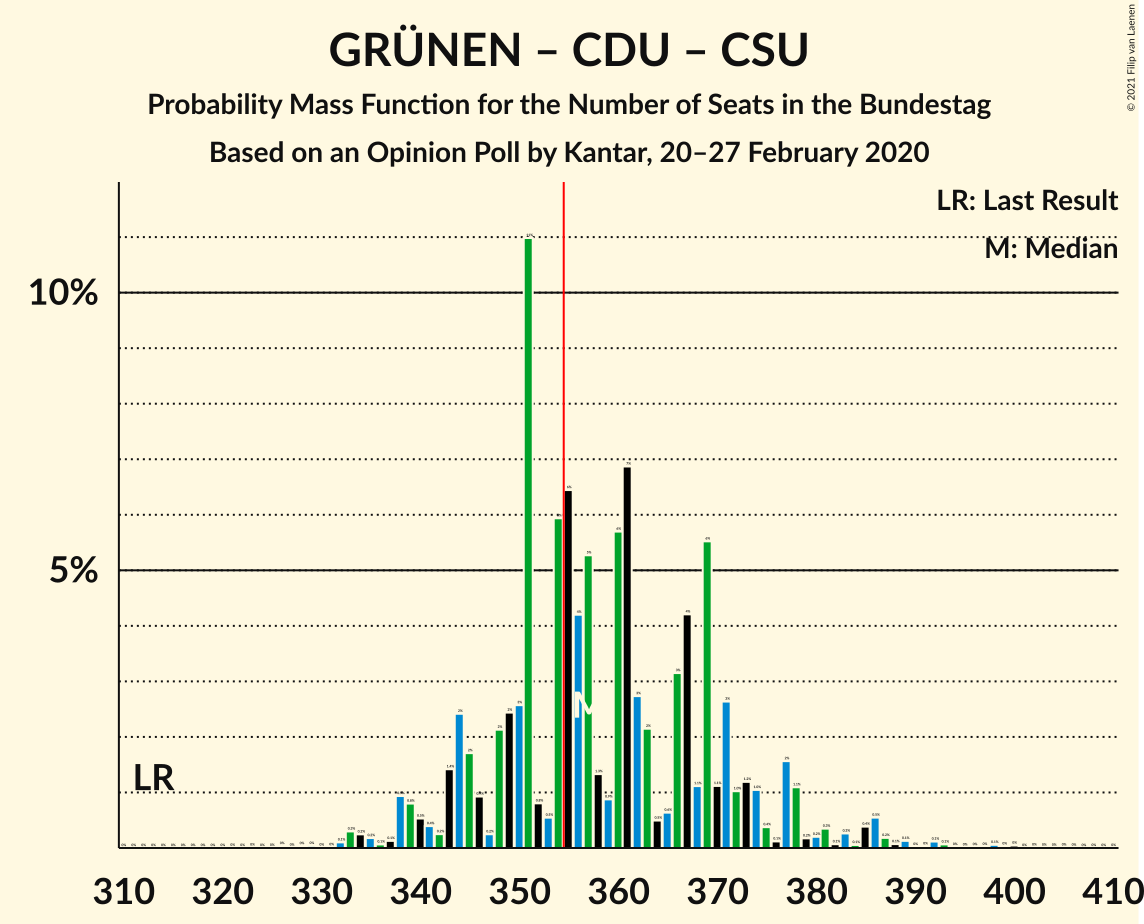 GRÜNEN – CDU – CSU
Probability Mass Function for the Number of Seats in the Bundestag
Based on an Opinion Poll by Kantar, 20–27 February 2020
© 2021 Filip van Laenen
LR: Last Result
M: Median
10%
5%
M
LR
310 320 330 340 350 360 370 380 390 400 410